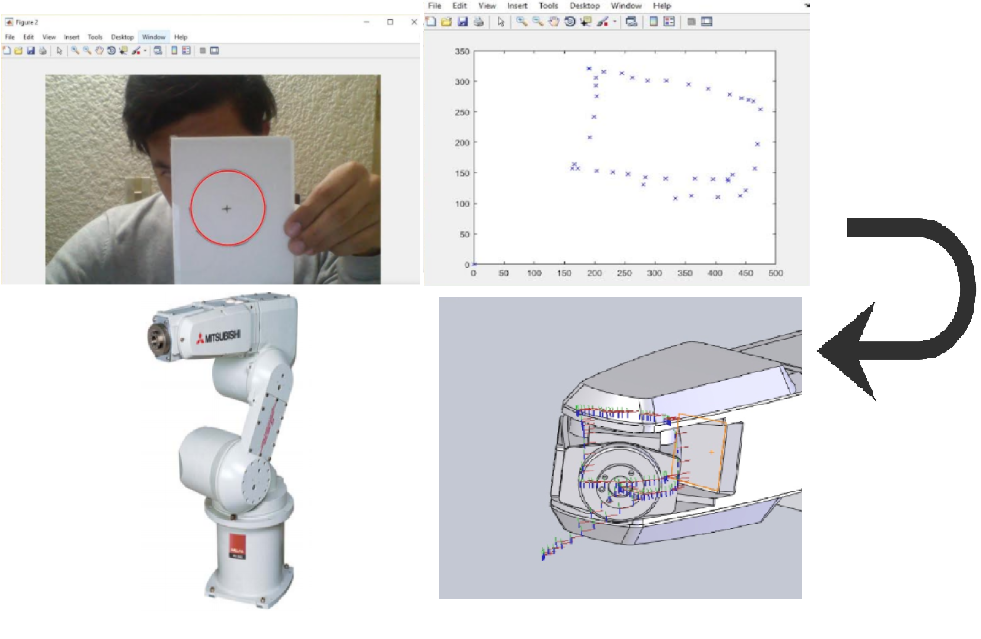 Figure 2
File Edit View Insert Tools Desktop Window Help
File Edit View Insert Tools Desktop Window Help
350
300
250
200
150
100
50
0
0 50 100 150 200 250 300 350 400 450 500
MITSUBISHI